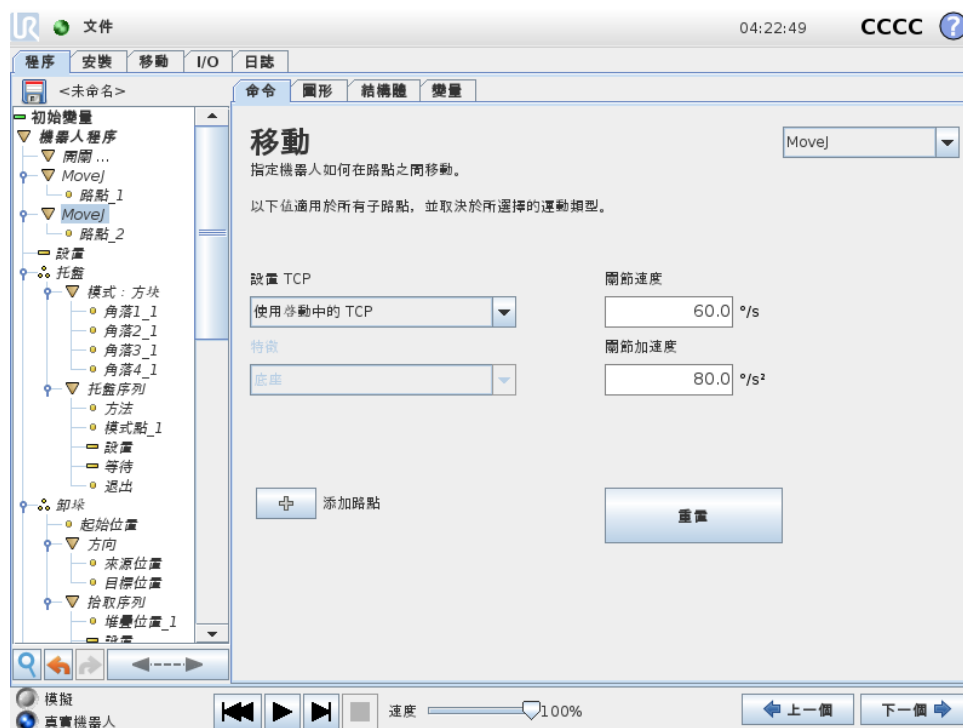 UR 文件 04:22:49 CCCC ?
程序 安裝 移動 I/O 日誌
<未命名> 命令 圖形 結構體 變量
初始變量
機器人程序
開關 ...
MoveJ
路點_1
MoveJ
路點_2
設置
托盤
模式：方块
角落1_1
角落2_1
角落3_1
角落4_1
托盤序列
方法
模式點_1
設置
等待
退出
卸垛
起始位置
方向
來源位置
目標位置
拾取序列
堆疊位置_1
設置
移動 MoveJ
指定機器人如何在路點之間移動。
以下值適用於所有子路點，並取決於所選擇的運動類型。
設置 TCP 關節速度
使用啓動中的 TCP 60.0 °/s
特徵 關節加速度
底座 80.0 °/s²
添加路點 重置
模擬
真實機器人
速度 100% 上一個 下一個